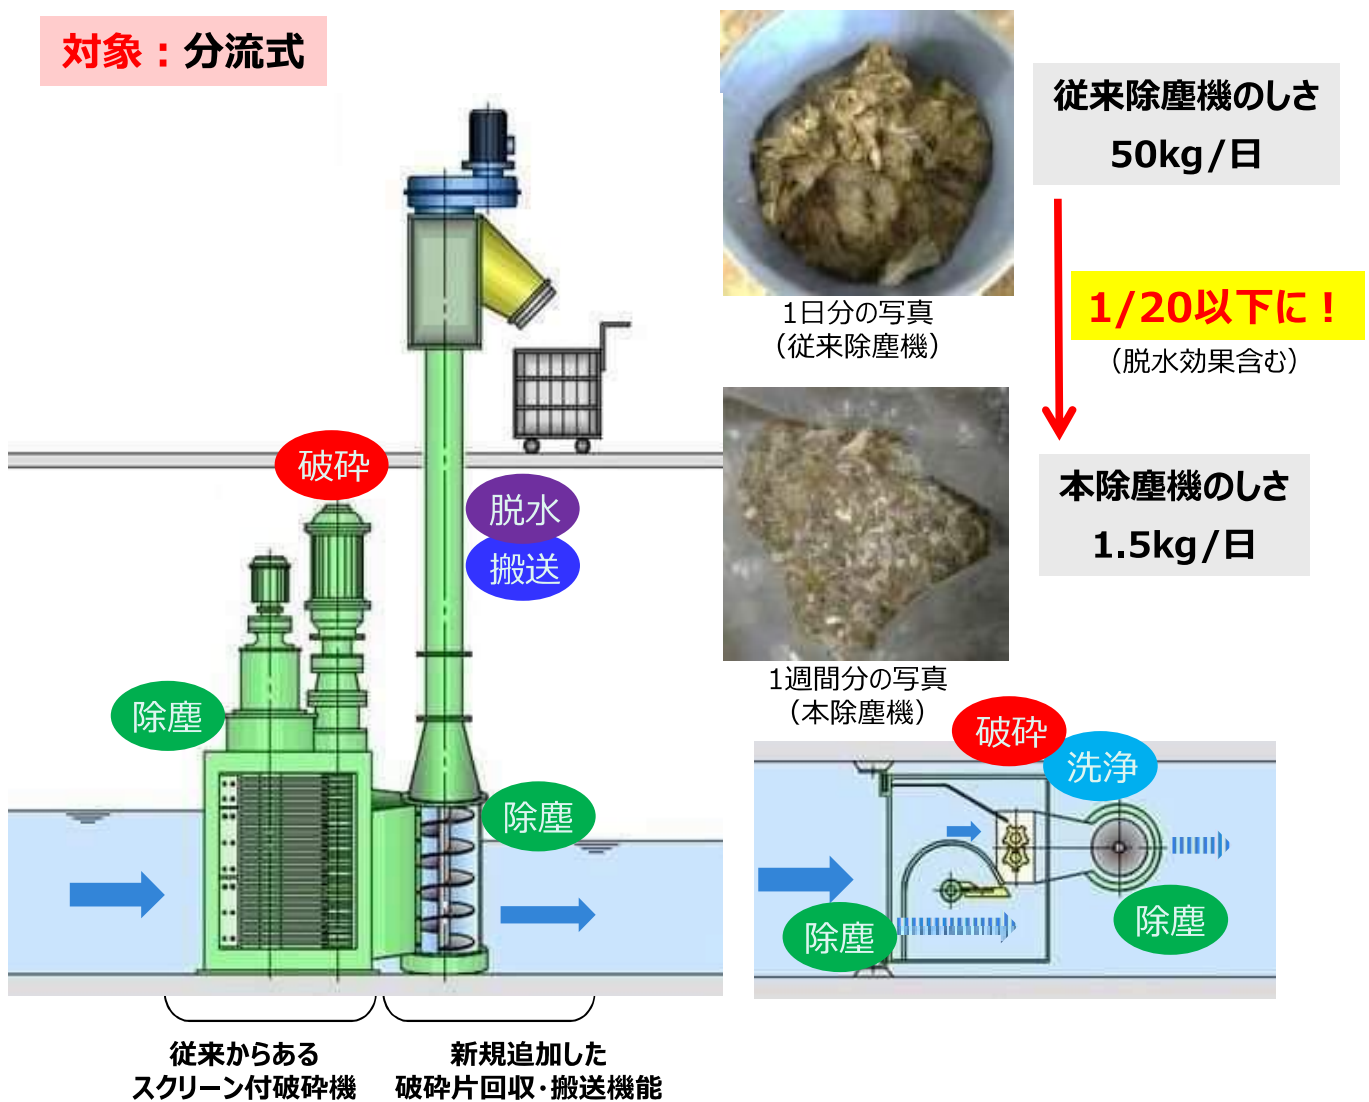 対象：分流式
従来除塵機のしさ
50kg/日
1日分の写真
（従来除塵機）
1/20以下に！
（脱水効果含む）
本除塵機のしさ
1.5kg/日
1週間分の写真
（本除塵機）
破砕
脱水
搬送
除塵
除塵
破砕
洗浄
除塵
除塵
従来からある
スクリーン付破砕機
新規追加した
破砕片回収・搬送機能